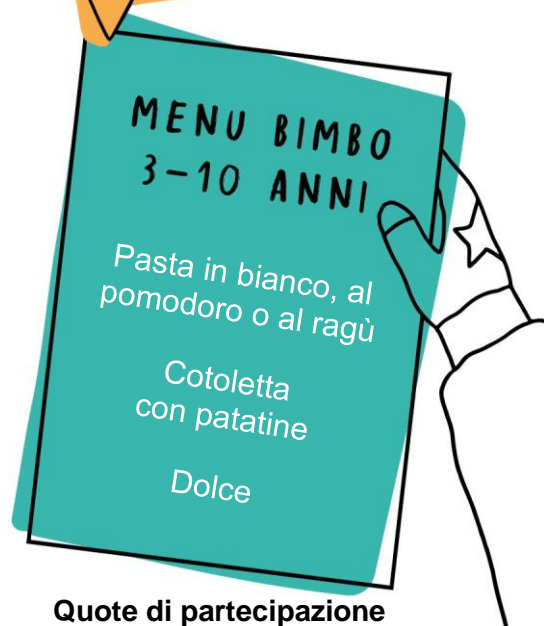 MENU BIMBO
3-10 ANNI
Pasta in bianco, al
pomodoro o al ragù
Cotoletta
con patatine
Dolce
Quote di partecipazione